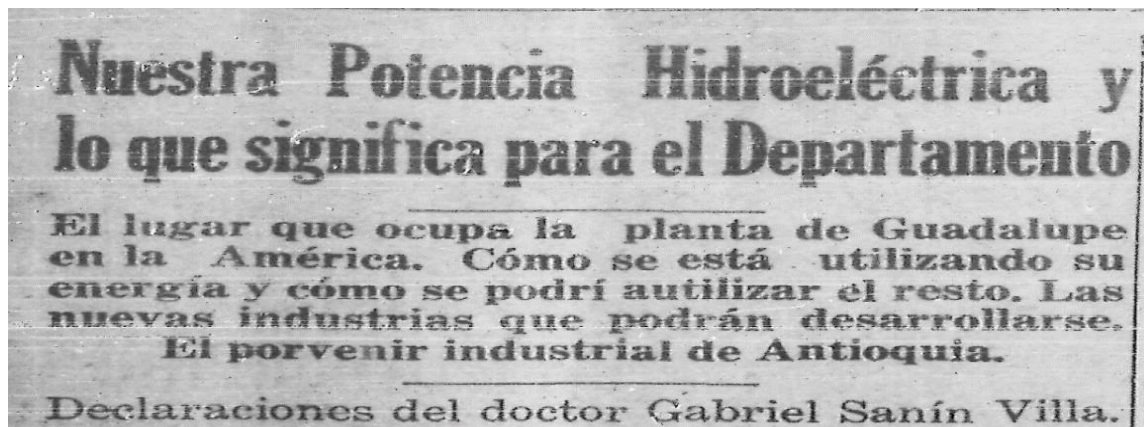 Nuestra Potencia Hidroeléctrica y
lo que significa para el Departamento
El lugar que ocupa la planta de Guadalupe
en la América. Cómo se está utilizando su
energía y cómo se podrí autilizar el resto. Las
nuevas industrias que podrán desarrollarse.
El porvenir industrial de Antioquia.
Declaraciones del doctor Gabriel Sanín Villa.